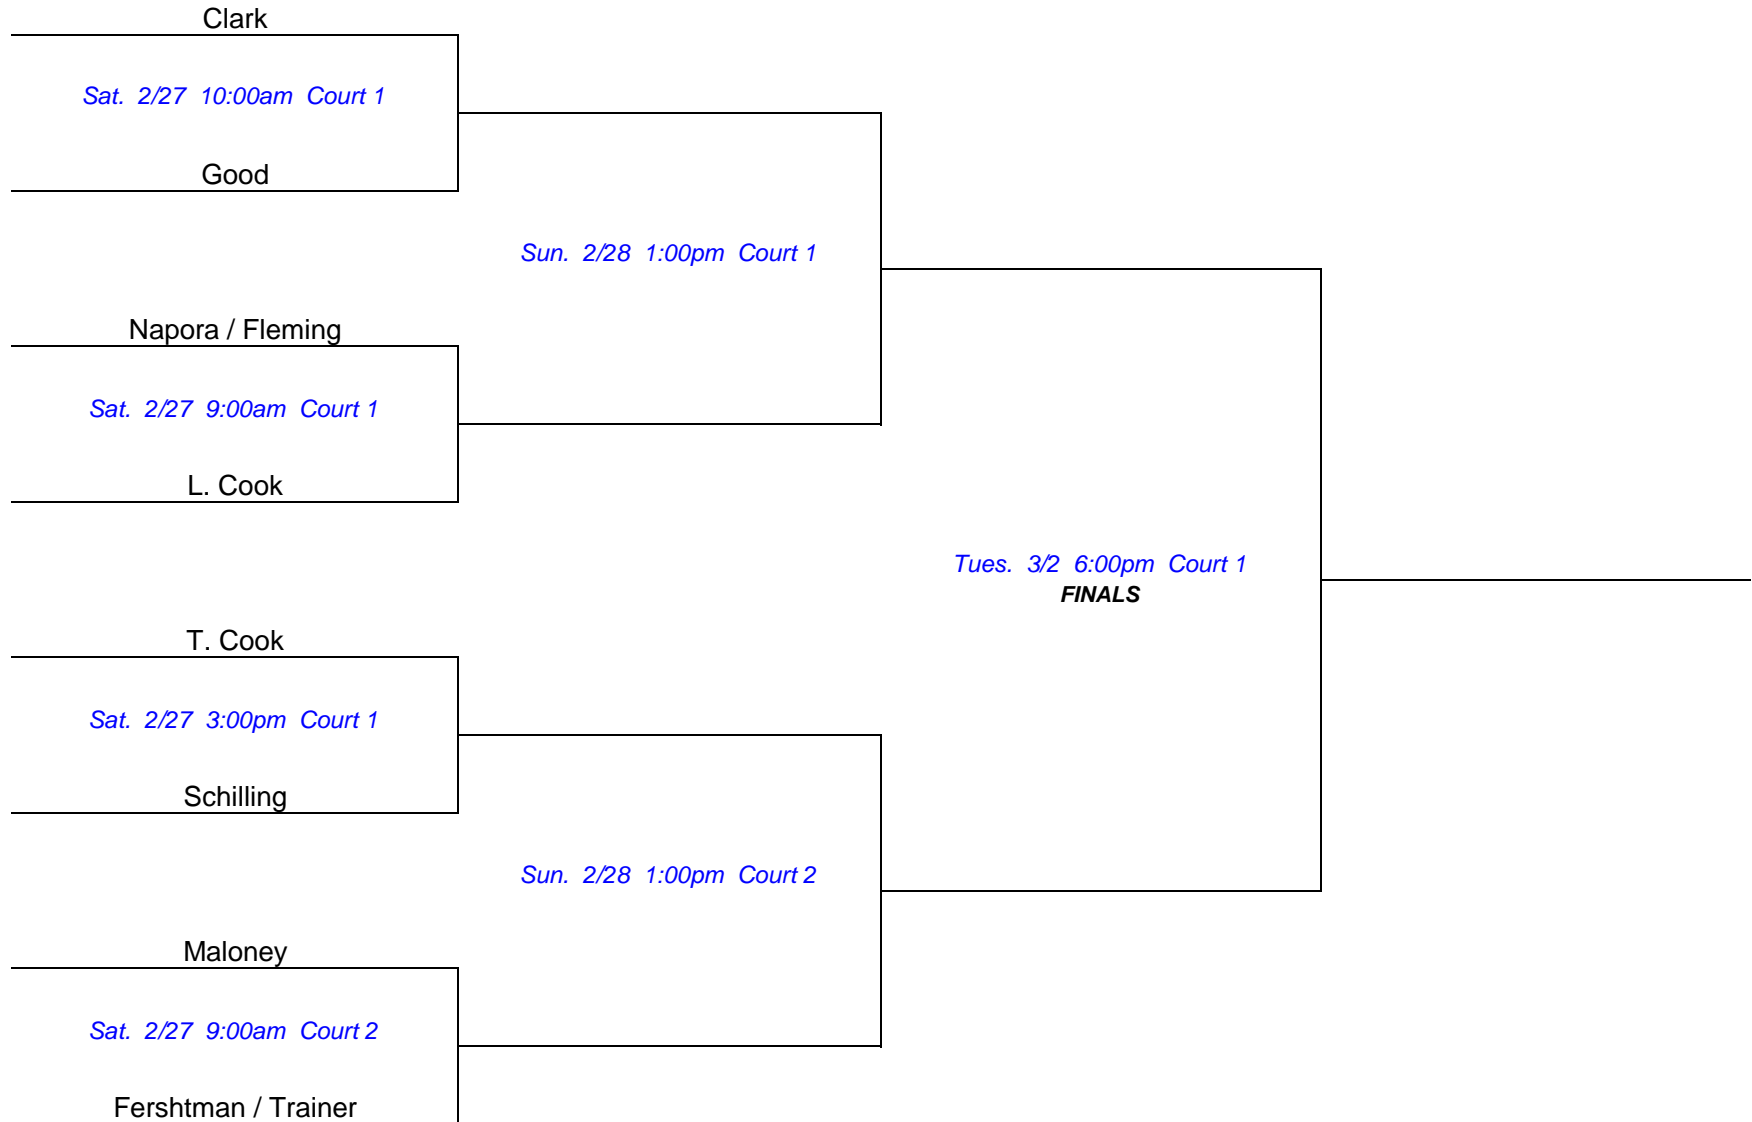 Clark
Sat. 2/27 10:00am Court 1
Good
Sun. 2/28 1:00pm Court 1
Napora / Fleming
Sat. 2/27 9:00am Court 1
L. Cook
Tues. 3/2 6:00pm Court 1
FINALS
T. Cook
Sat. 2/27 3:00pm Court 1
Schilling
Sun. 2/28 1:00pm Court 2
Maloney
Sat. 2/27 9:00am Court 2
Fershtman / Trainer